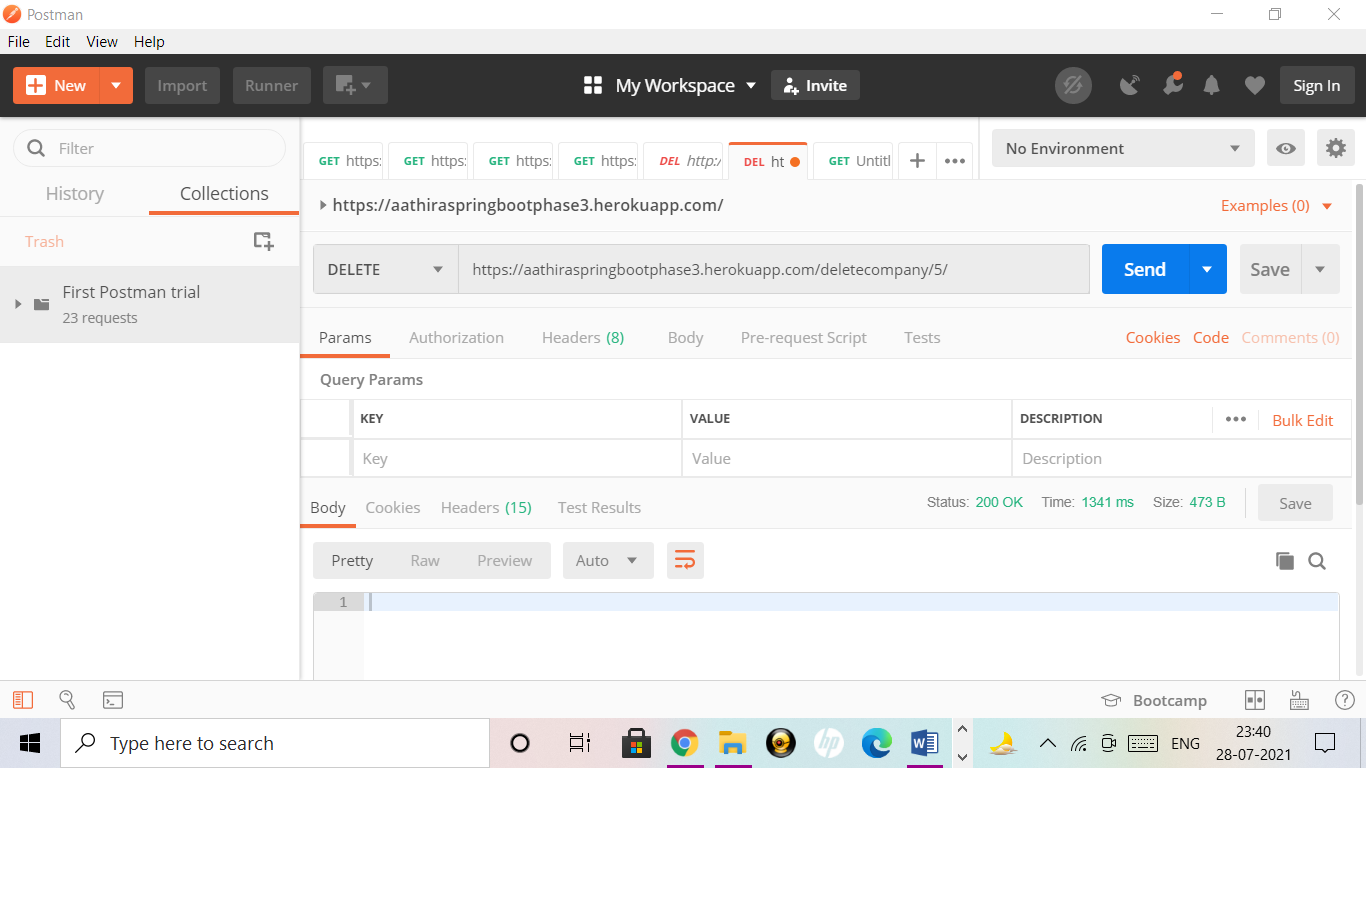 Postman
File Edit View Help
New Import Runner My Workspace Invite Sign In
Filter
History Collections
Trash
First Postman trial
23 requests
GET https: GET https: GET https: GET https: DEL http:/ DEL ht GET Untitl + ••• No Environment
https://aathiraspringbootphase3.herokuapp.com/ Examples (0)
DELETE https://aathiraspringbootphase3.herokuapp.com/deletecompany/5/ Send Save
Params Authorization Headers (8) Body Pre-request Script Tests Cookies Code Comments (0)
Query Params
KEY VALUE DESCRIPTION ••• Bulk Edit
Key Value Description
Body Cookies Headers (15) Test Results Status: 200 OK Time: 1341 ms Size: 473 B Save
Pretty Raw Preview Auto
1
Bootcamp
Type here to search hp W ENG 23:40
28-07-2021